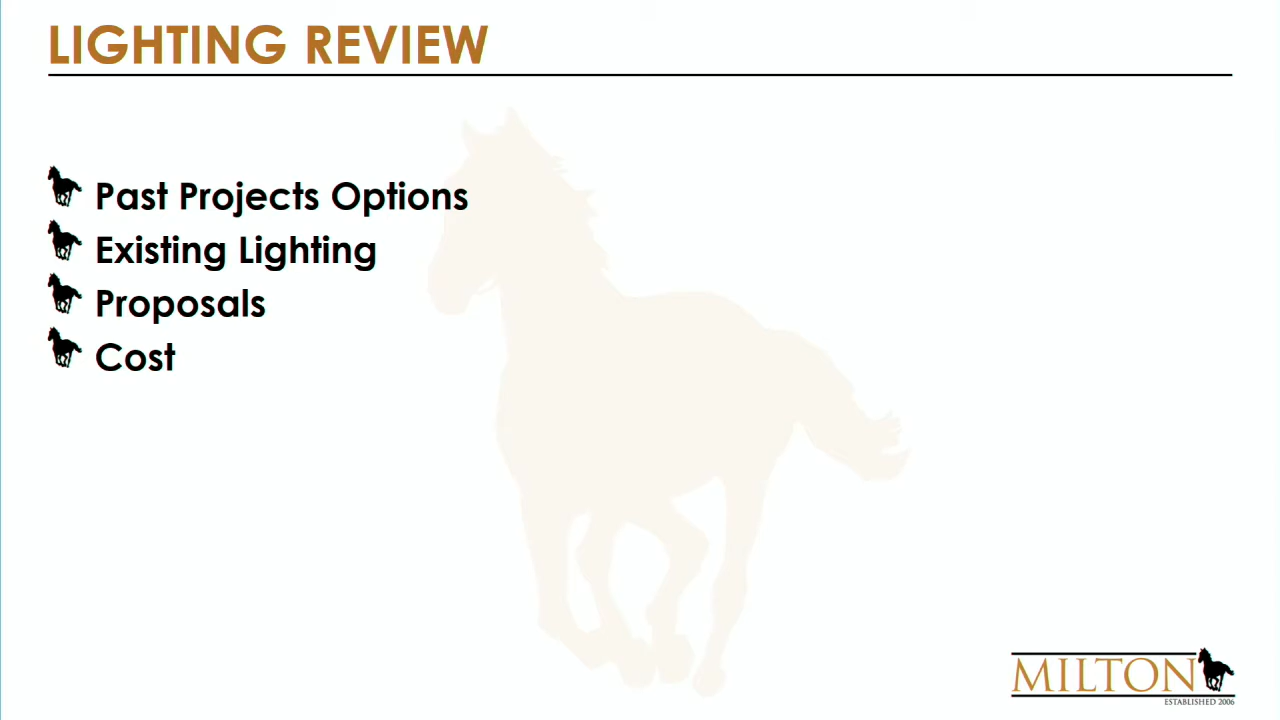 LIGHTING REVIEW
Past Projects Options
Existing Lighting
Proposals
Cost
MILTON
ESTABLISHED 2006